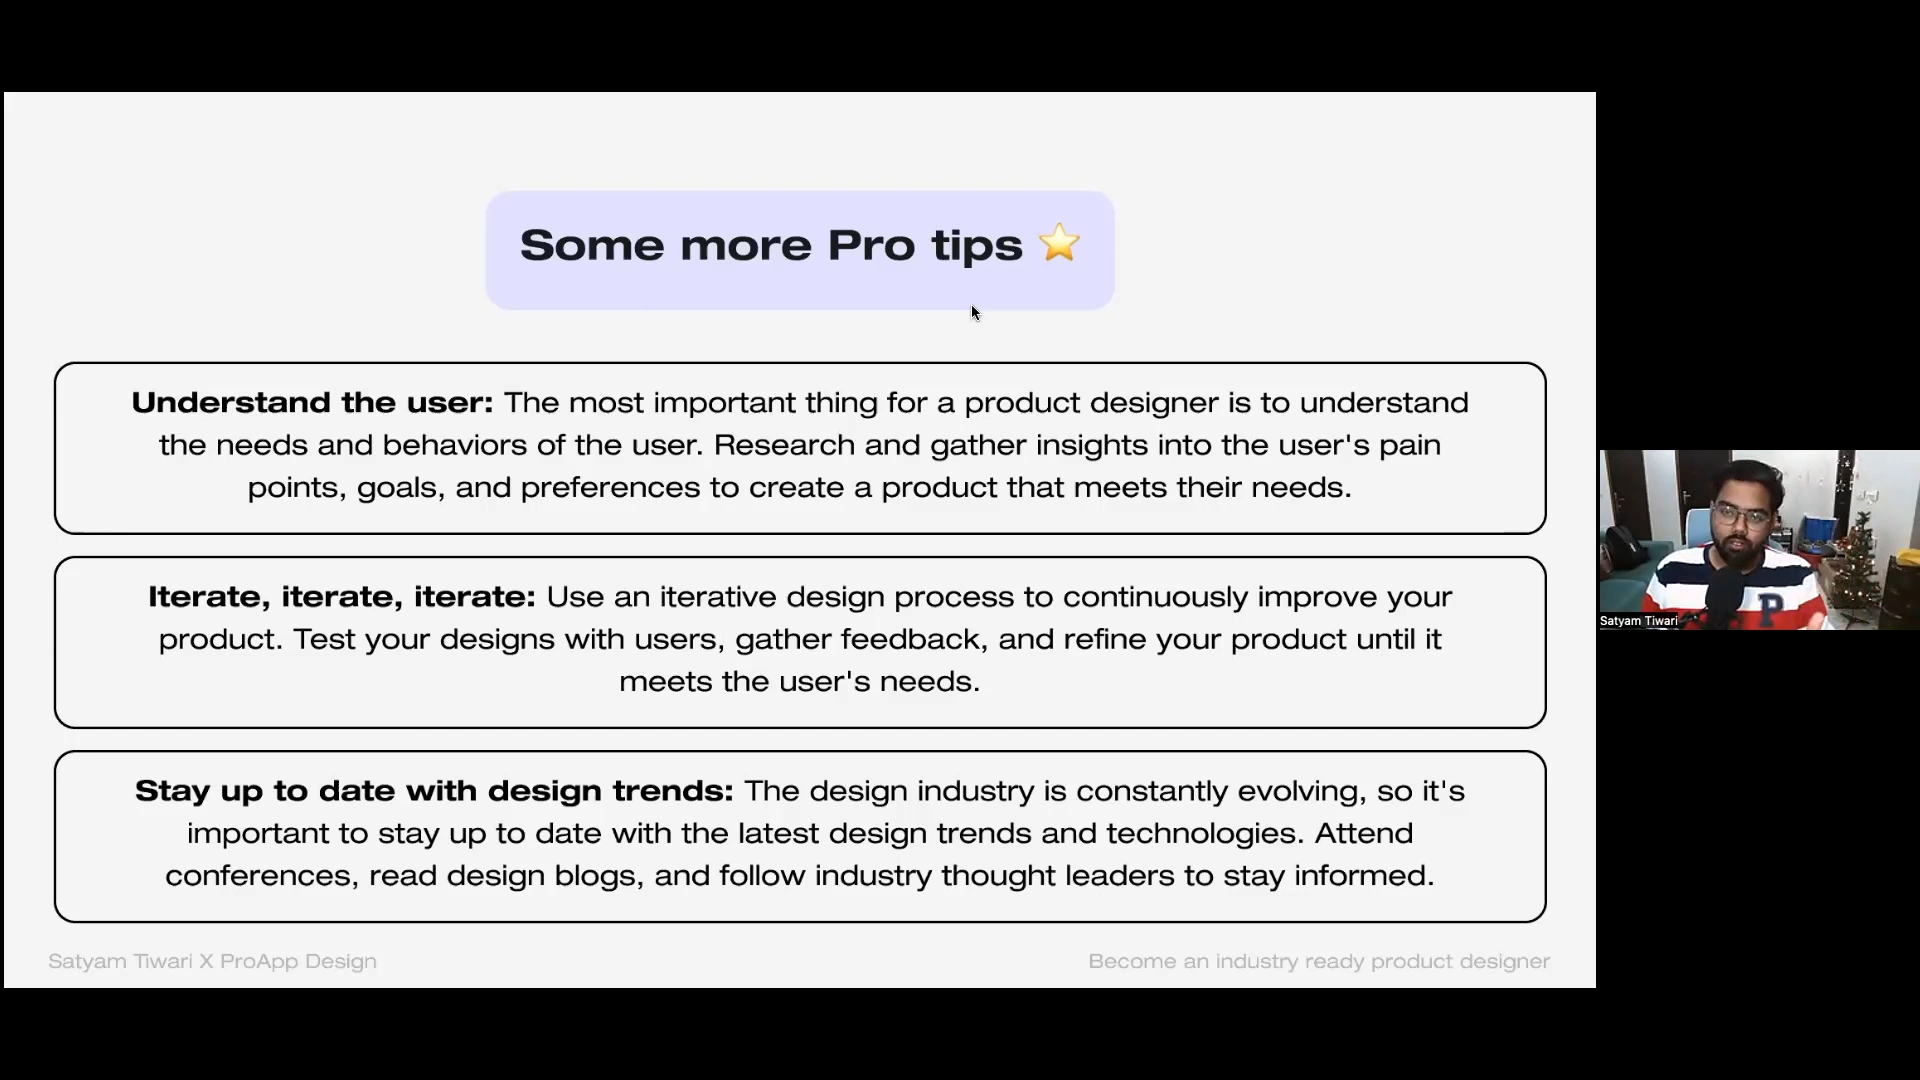 Some more Pro tips ⭐
Understand the user: The most important thing for a product designer is to understand
the needs and behaviors of the user. Research and gather insights into the user's pain
points, goals, and preferences to create a product that meets their needs.
Iterate, iterate, iterate: Use an iterative design process to continuously improve your
product. Test your designs with users, gather feedback, and refine your product until it
meets the user's needs.
Stay up to date with design trends: The design industry is constantly evolving, so it's
important to stay up to date with the latest design trends and technologies. Attend
conferences, read design blogs, and follow industry thought leaders to stay informed.
Satyam Tiwari X ProApp Design
Become an industry ready product designer
P
Satyam Tiwari